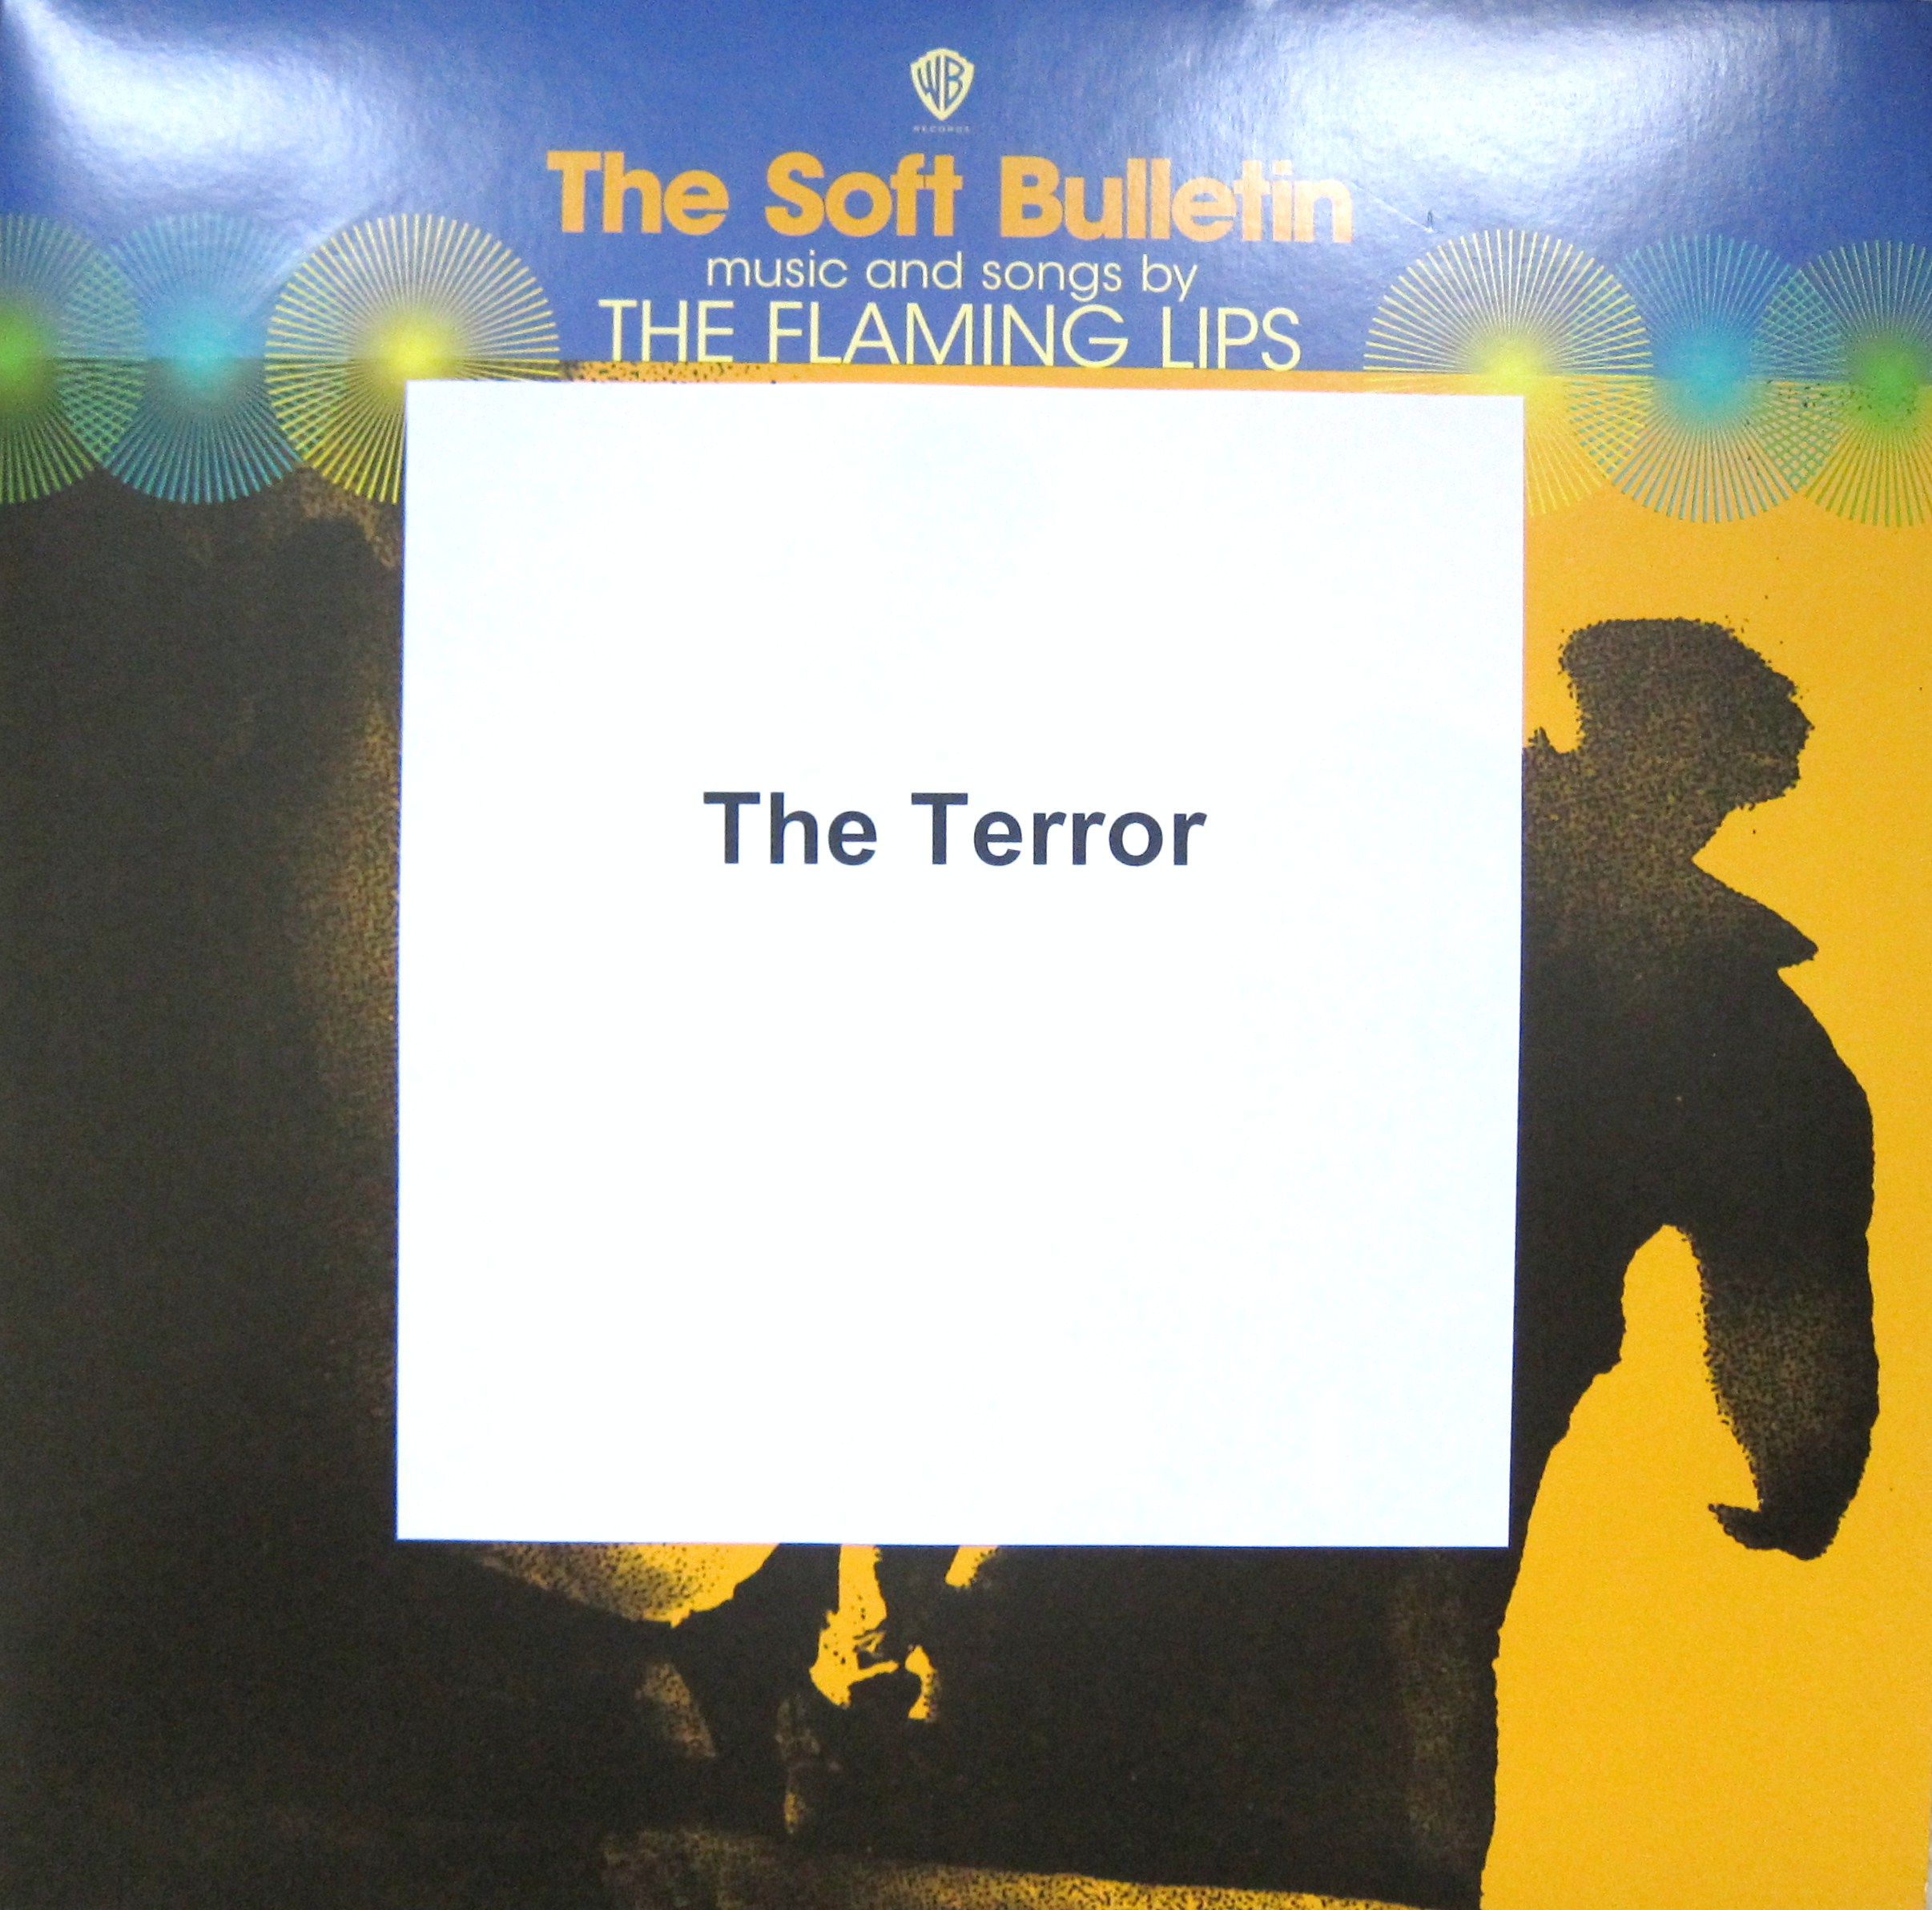 WB
RECORDS
The Soft Bulletin
music and songs by
THE FLAMING LIPS
The Terror